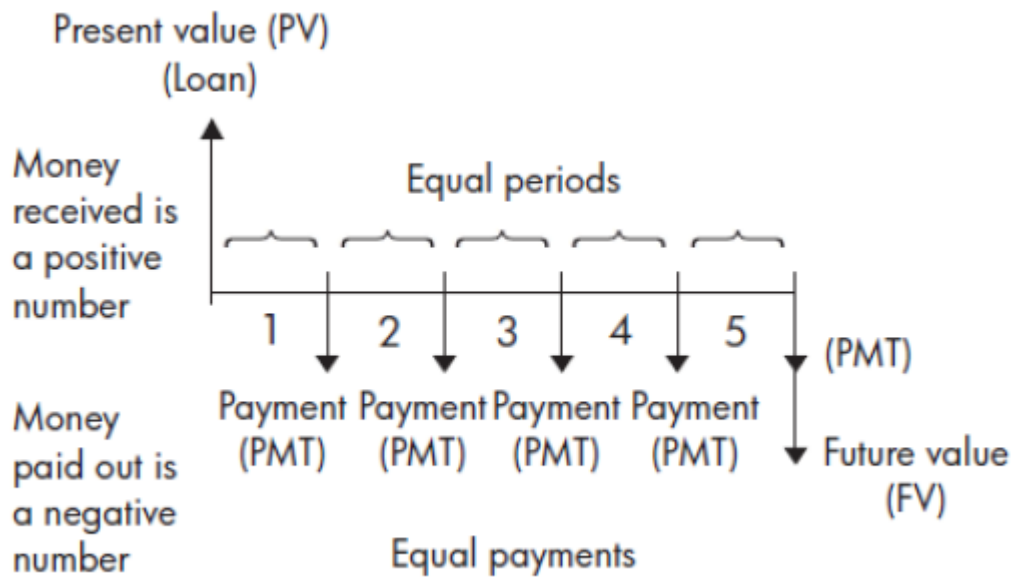 Present value (PV)
(Loan)
Money
received is
a positive
number
Equal periods
1 2 3 4 5
(PMT)
Payment Payment Payment Payment
(PMT) (PMT) (PMT) (PMT)
Money
paid out is
a negative
number
Future value
(FV)
Equal payments